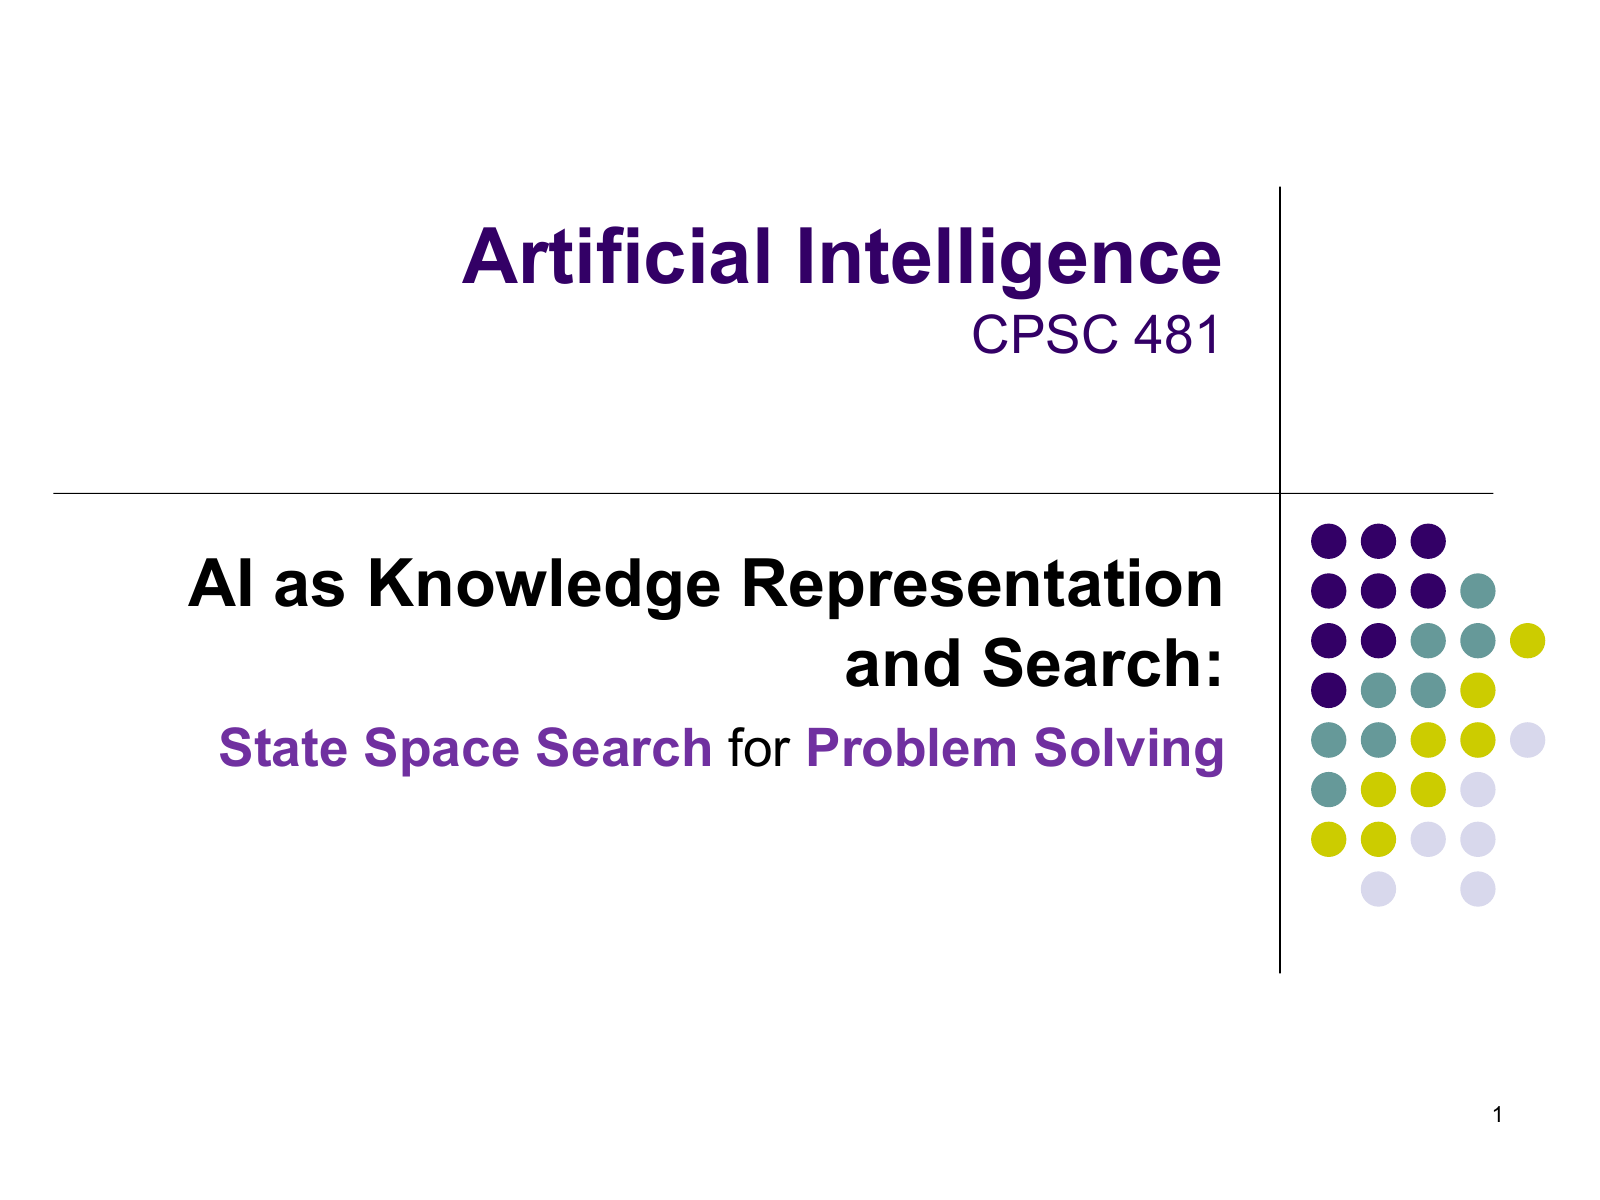 Artificial Intelligence
CPSC 481
AI as Knowledge Representation
and Search:
State Space Search for Problem Solving
1